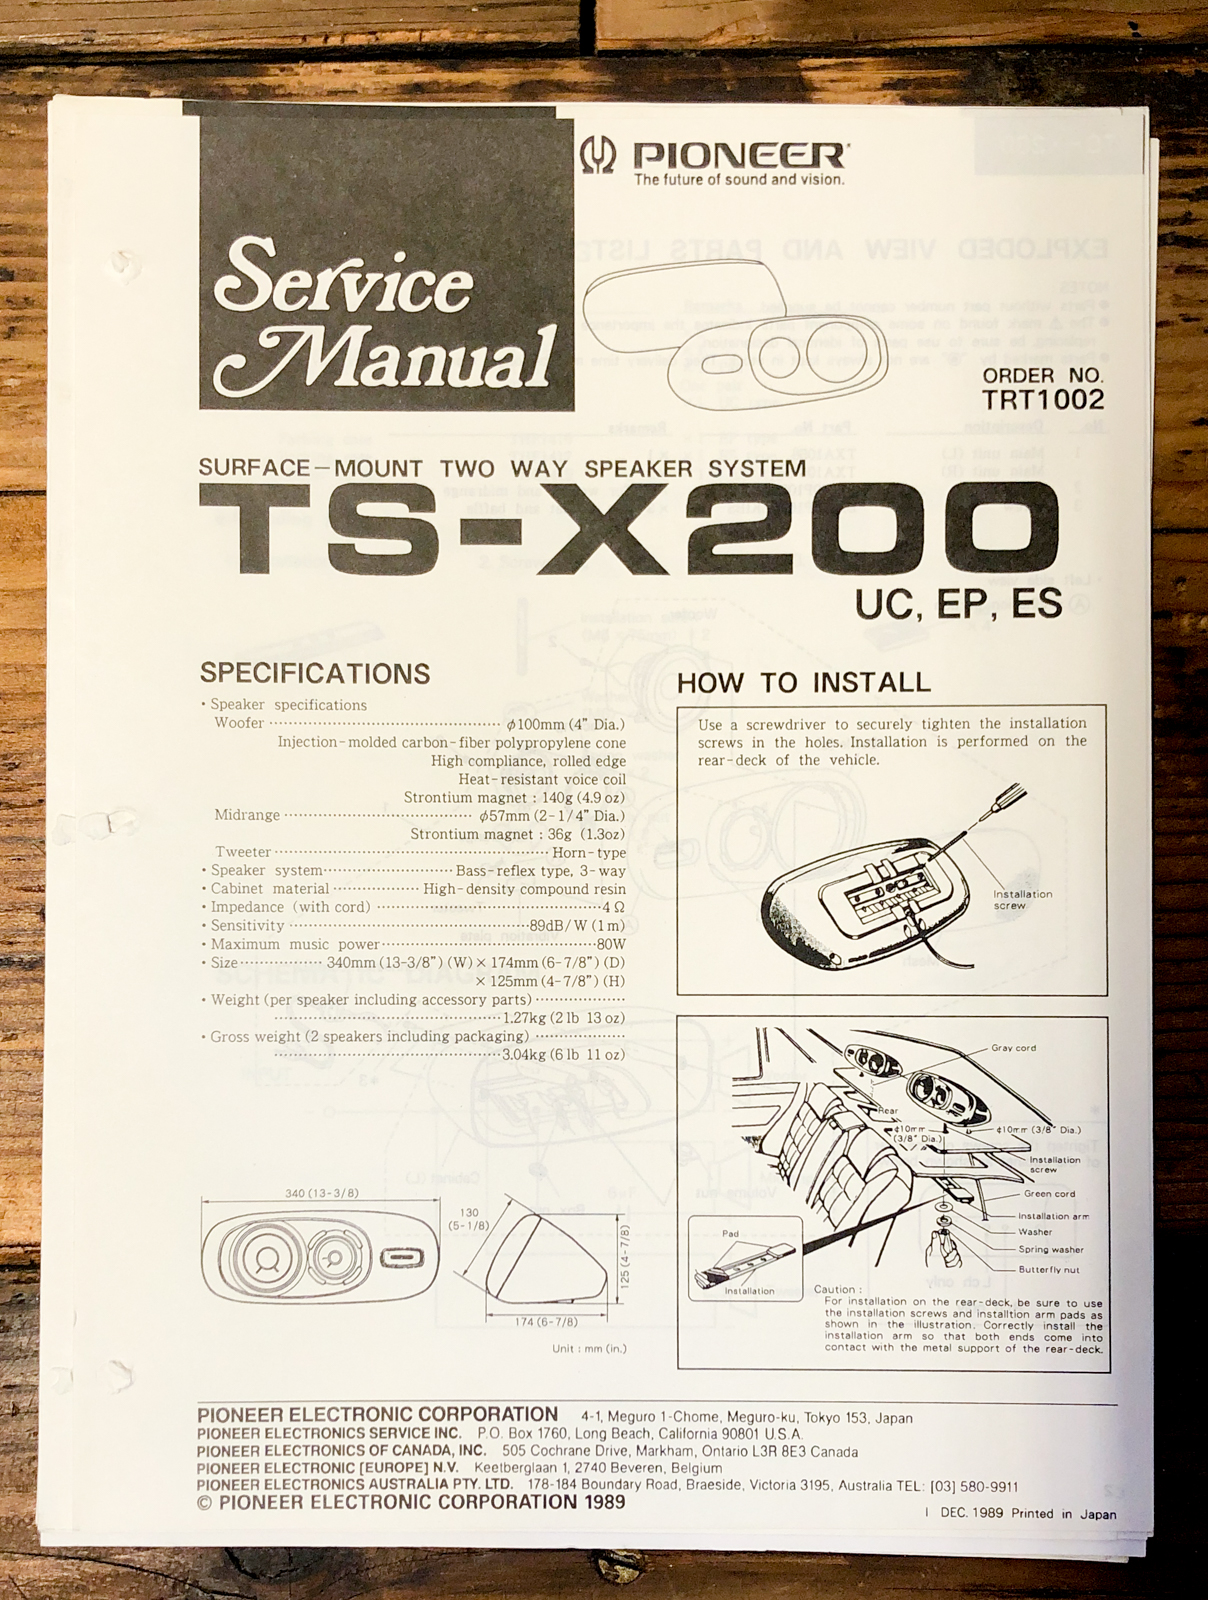 PIONEER
The future of sound and vision.
Service
Manual
ORDER NO.
TRT1002
SURFACE-MOUNT TWO WAY SPEAKER SYSTEM
TS-X200
UC, EP, ES
SPECIFICATIONS
• Speaker specifications
Woofer ··· φ100mm (4" Dia.)
Injection-molded carbon-fiber polypropylene cone
High compliance, rolled edge
Heat-resistant voice coil
Strontium magnet : 140g (4.9 oz)
Midrange ··· φ57mm (2-1/4" Dia.)
Strontium magnet : 36g (1.3oz)
Tweeter ··· Horn-type
• Speaker system ··· Bass-reflex type, 3-way
• Cabinet material ··· High-density compound resin
• Impedance (with cord) ··· 4 Ω
• Sensitivity ··· 89dB/W (1m)
• Maximum music power ··· 80W
• Size ··· 340mm (13-3/8") (W) × 174mm (6-7/8") (D)
× 125mm (4-7/8") (H)
• Weight (per speaker including accessory parts) ···
··· 1.27kg (2 lb 13 oz)
• Gross weight (2 speakers including packaging) ···
··· 3.04kg (6 lb 11 oz)
340 (13-3/8)
130
(5-1/8)
125 (4-7/8)
174 (6-7/8)
Unit : mm (in.)
HOW TO INSTALL
Use a screwdriver to securely tighten the installation
screws in the holes. Installation is performed on the
rear-deck of the vehicle.
Installation
screw
Gray cord
Rear
φ10mm
(3/8" Dia.)
φ10mm (3/8" Dia.)
Installation
screw
Green cord
Installation arm
Washer
Spring washer
Butterfly nut
Pad
Installation
Caution :
For installation on the rear-deck, be sure to use
the installation screws and installtion arm pads as
shown in the illustration. Correctly install the
installation arm so that both ends come into
contact with the metal support of the rear-deck.
PIONEER ELECTRONIC CORPORATION 4-1, Meguro 1-Chome, Meguro-ku, Tokyo 153, Japan
PIONEER ELECTRONICS SERVICE INC. P.O. Box 1760, Long Beach, California 90801 U.S.A.
PIONEER ELECTRONICS OF CANADA, INC. 505 Cochrane Drive, Markham, Ontario L3R 8E3 Canada
PIONEER ELECTRONIC [EUROPE] N.V. Keetberglaan 1, 2740 Beveren, Belgium
PIONEER ELECTRONICS AUSTRALIA PTY. LTD. 178-184 Boundary Road, Braeside, Victoria 3195, Australia TEL: [03] 580-9911
© PIONEER ELECTRONIC CORPORATION 1989
I DEC. 1989 Printed in Japan